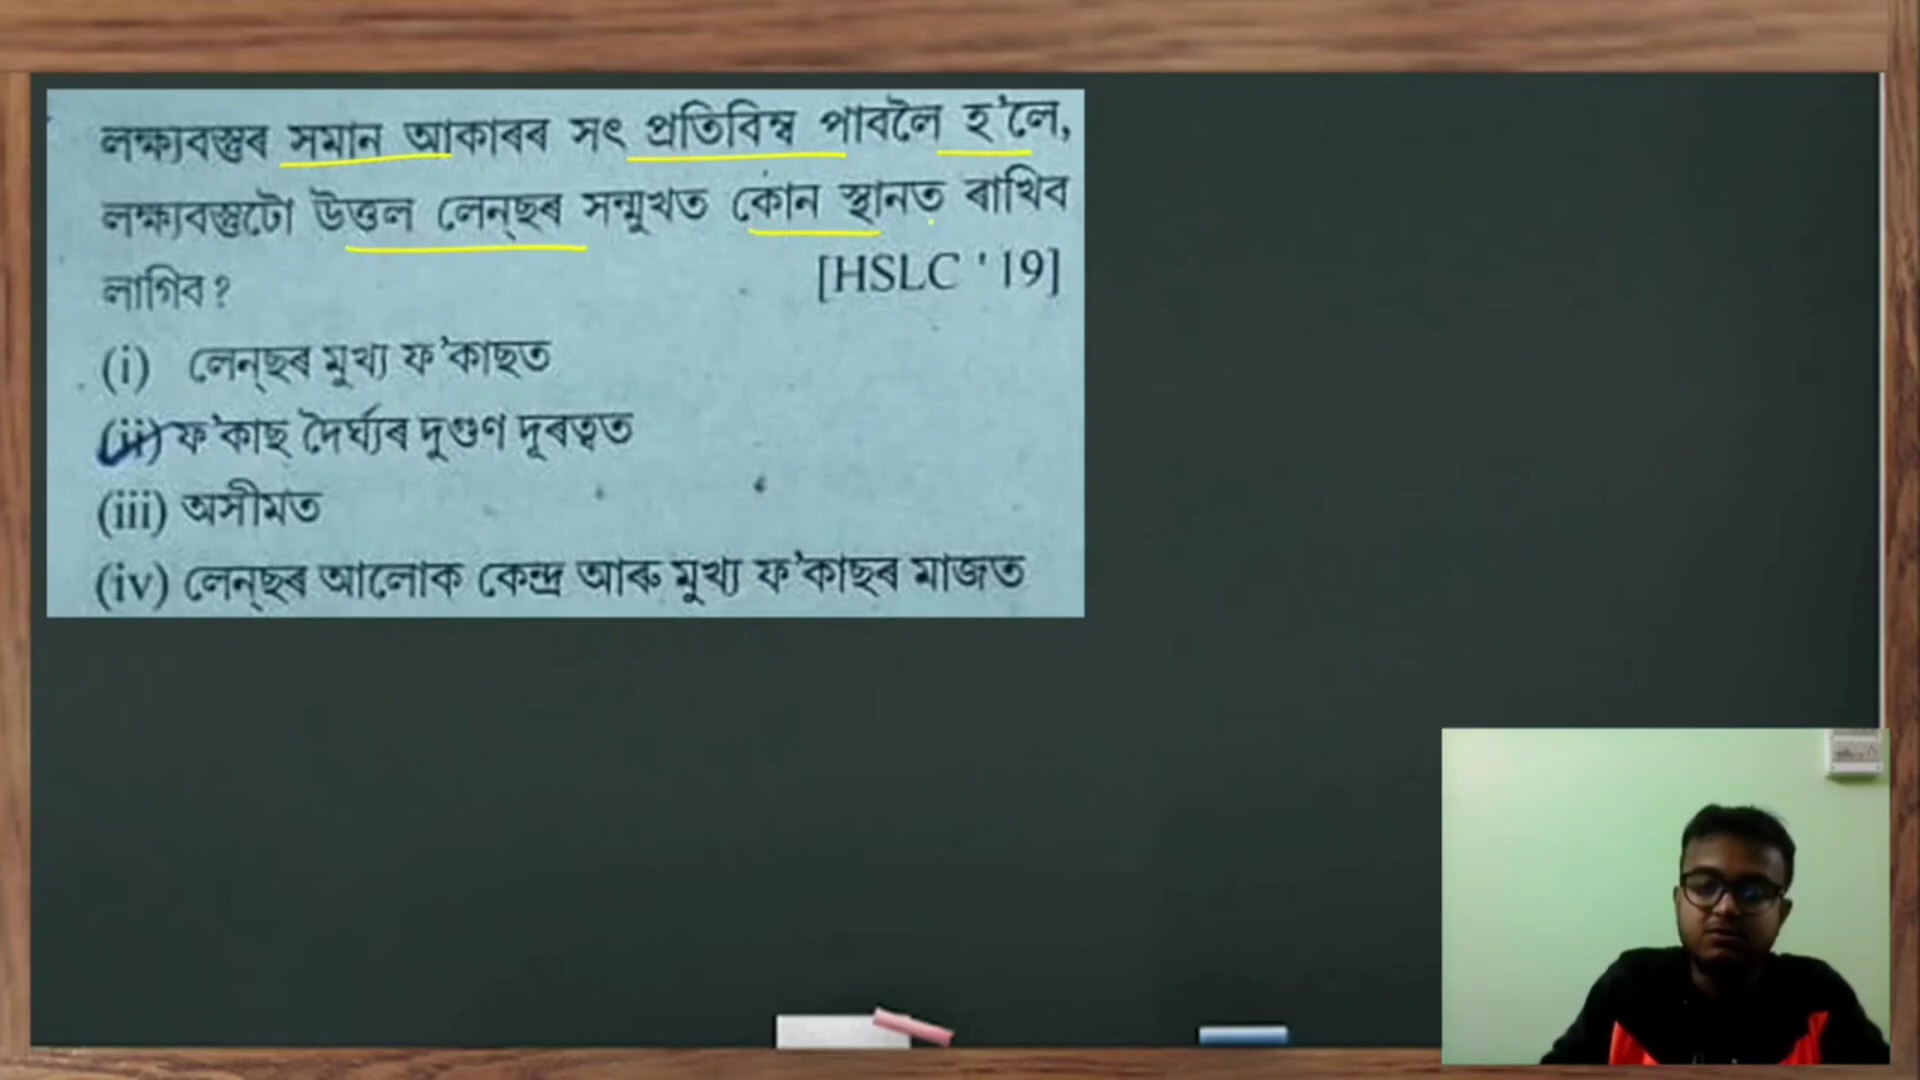 লক্ষ্যবস্তুৰ সমান আকাৰৰ সৎ প্ৰতিবিম্ব পাবলৈ হ'লে,
লক্ষ্যবস্তুটো উত্তল লেন্ছৰ সন্মুখত কোন স্থানত ৰাখিব
লাগিব?
[HSLC '19]
(i) লেন্ছৰ মুখ্য ফ'কাছত
(ii) ফ'কাছ দৈৰ্ঘ্যৰ দুগুণ দূৰত্বত
(iii) অসীমত
(iv) লেন্ছৰ আলোক কেন্দ্ৰ আৰু মুখ্য ফ'কাছৰ মাজত